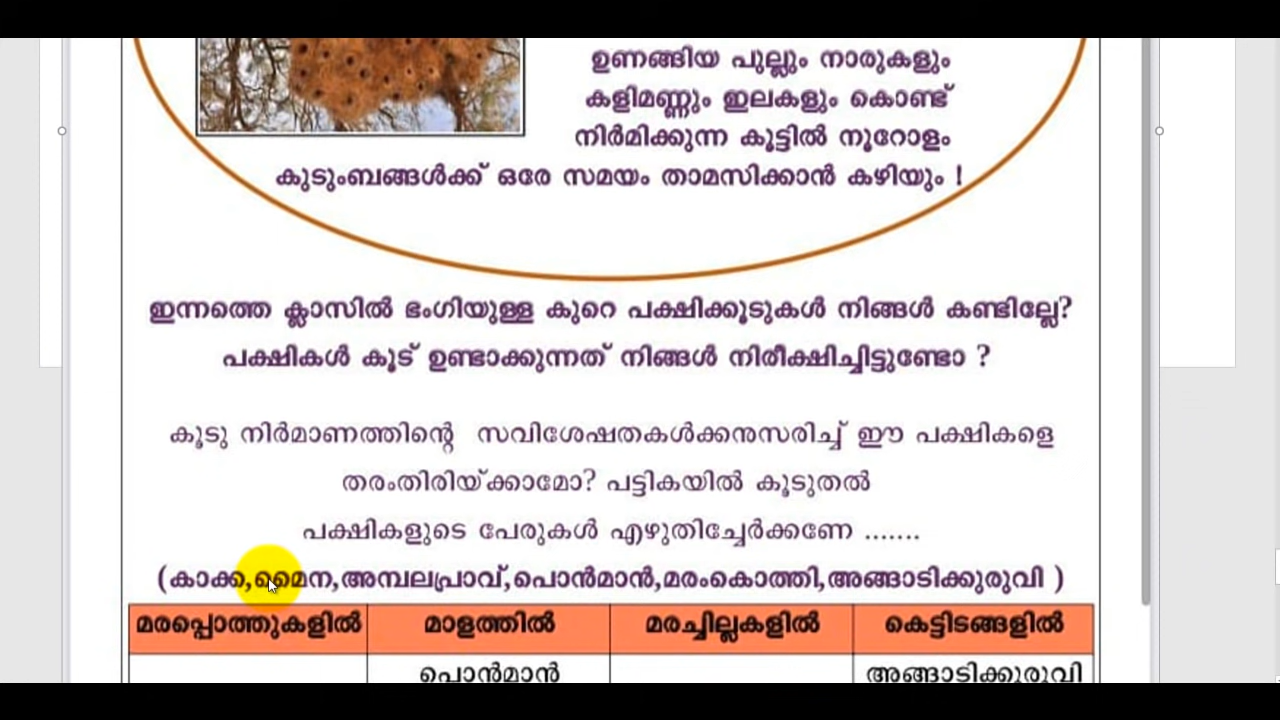 ഉണങ്ങിയ പുല്ലും നാരുകളും
കളിമണ്ണും ഇലകളും കൊണ്ട്
നിർമിക്കുന്ന കൂട്ടിൽ നൂറോളം
കുടുംബങ്ങൾക്ക് ഒരേ സമയം താമസിക്കാൻ കഴിയും !
ഇന്നത്തെ ക്ലാസിൽ ഭംഗിയുള്ള കുറെ പക്ഷിക്കൂടുകൾ നിങ്ങൾ കണ്ടില്ലേ?
പക്ഷികൾ കൂട് ഉണ്ടാക്കുന്നത് നിങ്ങൾ നിരീക്ഷിച്ചിട്ടുണ്ടോ ?
കൂടു നിർമാണത്തിന്റെ സവിശേഷതകൾക്കനുസരിച്ച് ഈ പക്ഷികളെ
തരംതിരിയ്ക്കാമോ? പട്ടികയിൽ കൂടുതൽ
പക്ഷികളുടെ പേരുകൾ എഴുതിച്ചേർക്കണേ .......
(കാക്ക,മൈന,അമ്പലപ്രാവ്,പൊൻമാൻ,മരംകൊത്തി,അങ്ങാടിക്കുരുവി )
മരപ്പൊത്തുകളിൽ മാളത്തിൽ മരച്ചില്ലകളിൽ കെട്ടിടങ്ങളിൽ
പൊൻമാൻ അങ്ങാടിക്കുരുവി